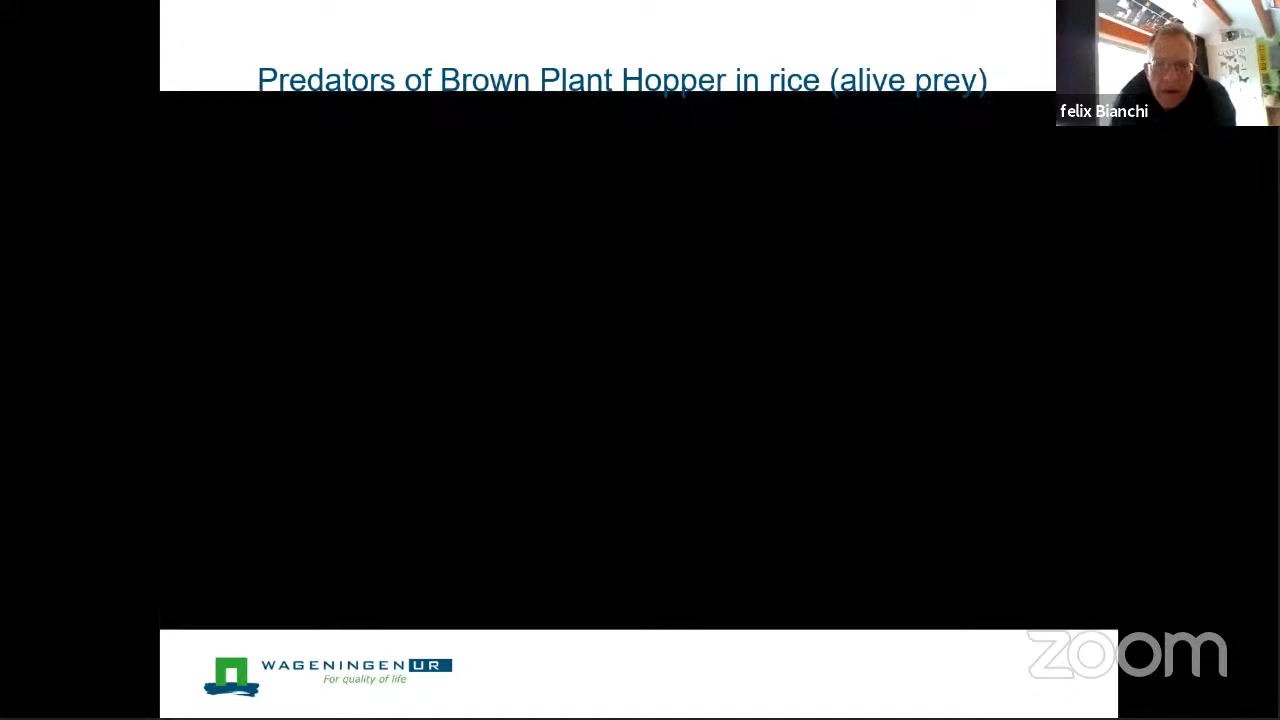 Predators of Brown Plant Hopper in rice (alive prey)
felix Bianchi
WAGENINGEN UR
For quality of life
zoom